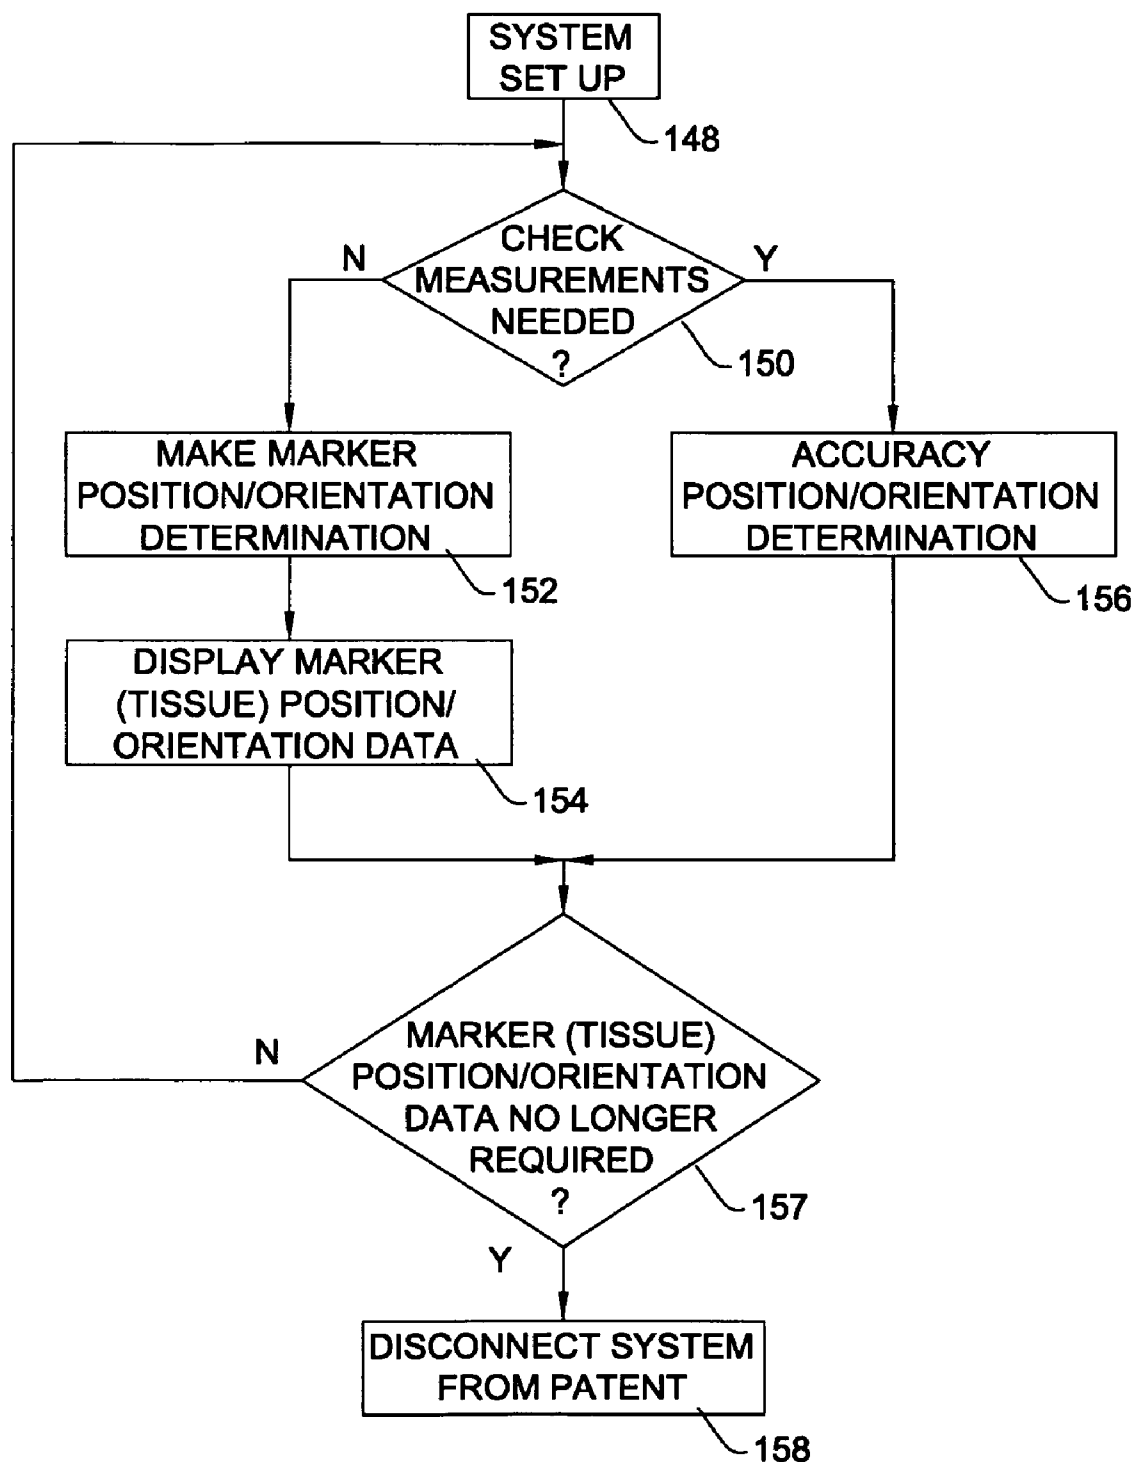 SYSTEM
SET UP
148
CHECK
MEASUREMENTS
NEEDED
?
N
Y
150
MAKE MARKER
POSITION/ORIENTATION
DETERMINATION
152
ACCURACY
POSITION/ORIENTATION
DETERMINATION
156
DISPLAY MARKER
(TISSUE) POSITION/
ORIENTATION DATA
154
MARKER (TISSUE)
POSITION/ORIENTATION
DATA NO LONGER
REQUIRED
?
N
157
Y
DISCONNECT SYSTEM
FROM PATENT
158